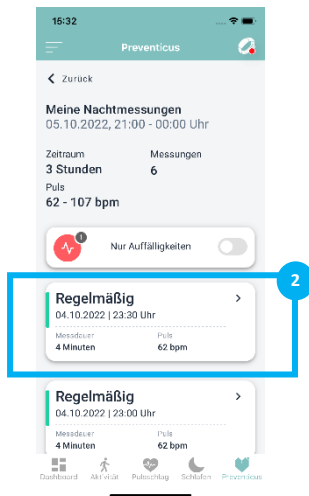 15:32
Preventicus
Zurück
Meine Nachtmessungen
05.10.2022, 21:00 - 00:00 Uhr
Zeitraum Messungen
3 Stunden 6
Puls
62 - 107 bpm
1
Nur Auffälligkeiten
2
Regelmäßig
04.10.2022 | 23:30 Uhr
Messdauer Puls
4 Minuten 62 bpm
Regelmäßig
04.10.2022 | 23:00 Uhr
Messdauer Puls
4 Minuten 62 bpm
Dashboard Aktivität Pulsschlag Schlafen Preventicus